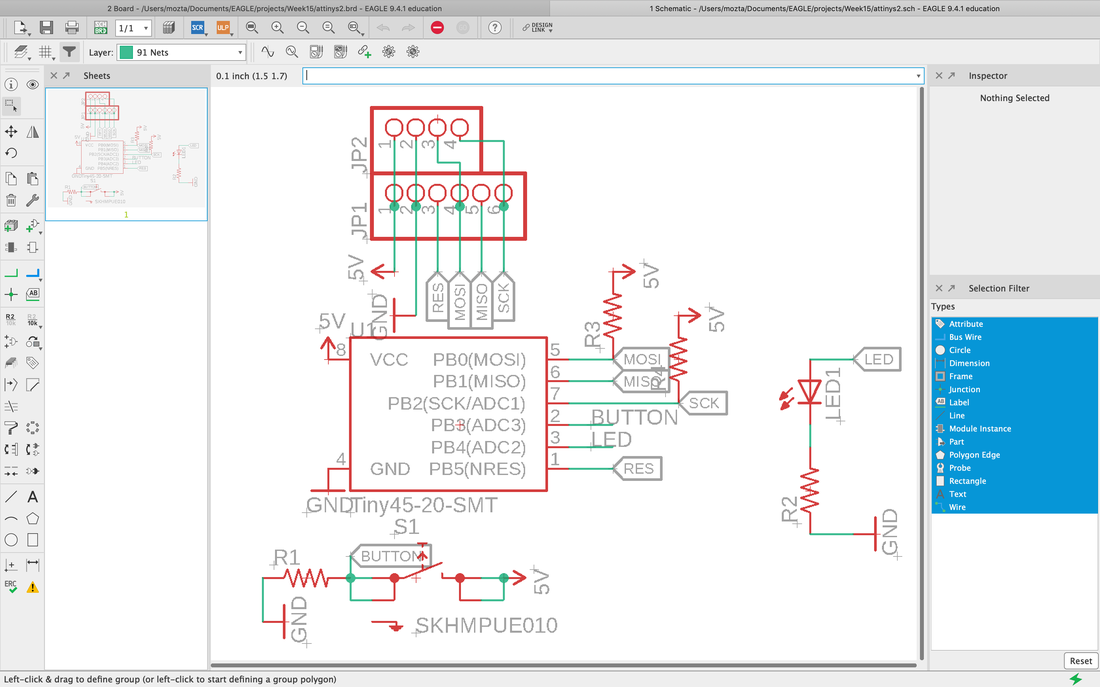 2 Board - /Users/mozta/Documents/EAGLE/projects/Week15/attinys2.brd - EAGLE 9.4.1 education
1 Schematic - /Users/mozta/Documents/EAGLE/projects/Week15/attinys2.sch - EAGLE 9.4.1 education
SCR
ULP
1/1
DESIGN
LINK
Layer:
91 Nets
Sheets
0.1 inch (1.5 1.7)
Inspector
Nothing Selected
1
JP2
1
2
3
4
JP1
1
2
3
4
5
6
5V
GND
RES
MOSI
MISO
SCK
5V
U1
8
VCC
PB0(MOSI)
5
MOSI
PB1(MISO)
6
MISO
PB2(SCK/ADC1)
7
SCK
PB3(ADC3)
2
BUTTON
PB4(ADC2)
3
LED
4
GND
PB5(NRES)
1
RES
GND
Tiny45-20-SMT
R3
5V
R4
5V
LED
LED1
R2
GND
S1
BUTTON
R1
GND
5V
SKHMPUE010
Selection Filter
Types
Attribute
Bus Wire
Circle
Dimension
Frame
Junction
Label
Line
Module Instance
Part
Polygon Edge
Probe
Rectangle
Text
Wire
Reset
R2
10k
R2
10k
ERC
Left-click & drag to define group (or left-click to start defining a group polygon)